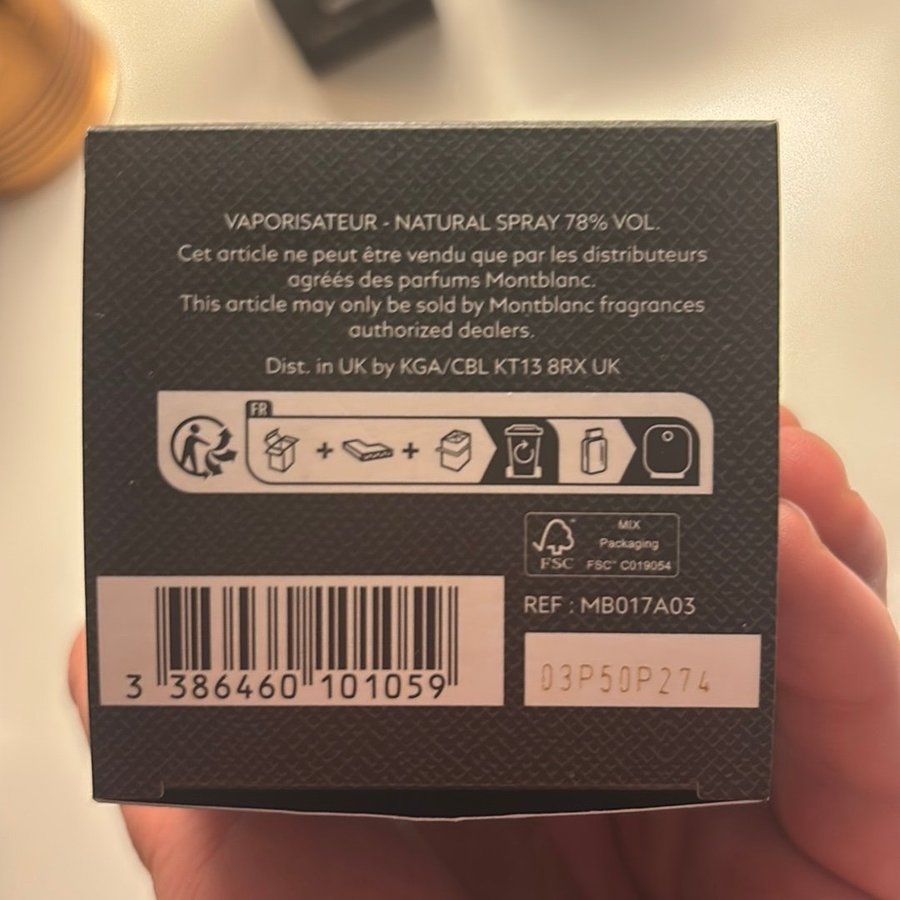 VAPORISATEUR - NATURAL SPRAY 78% VOL.
Cet article ne peut être vendu que par les distributeurs
agréés des parfums Montblanc.
This article may only be sold by Montblanc fragrances
authorized dealers.
Dist. in UK by KGA/CBL KT13 8RX UK
FR
MIX
Packaging
FSC FSC™ C019054
REF : MB017A03
3 386460 101059
03P50P274